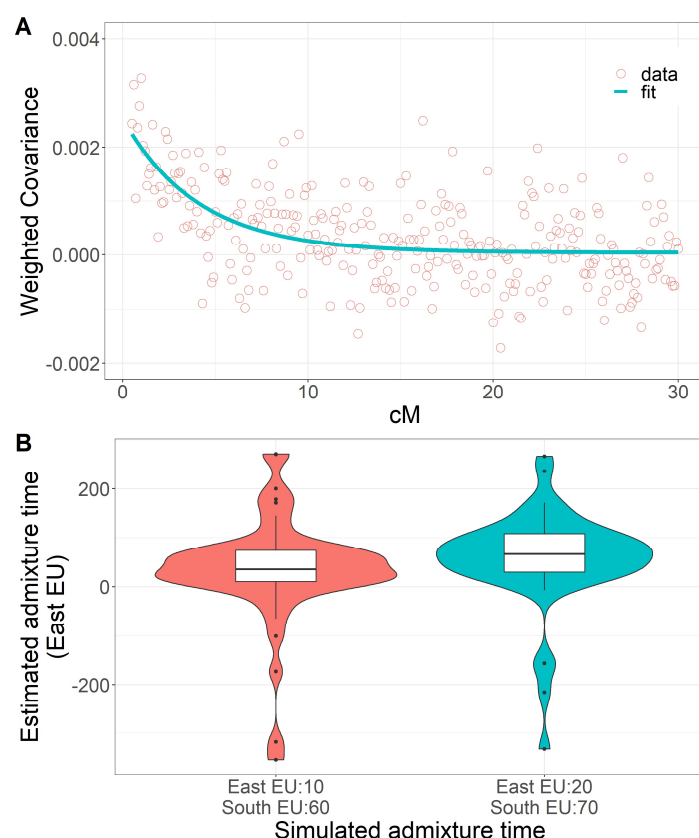 A
Weighted Covariance
0.004
0.002
0.000
-0.002
data
fit
0
10
20
30
cM
B
Estimated admixture time
(East EU)
200
0
-200
East EU:10
South EU:60
East EU:20
South EU:70
Simulated admixture time